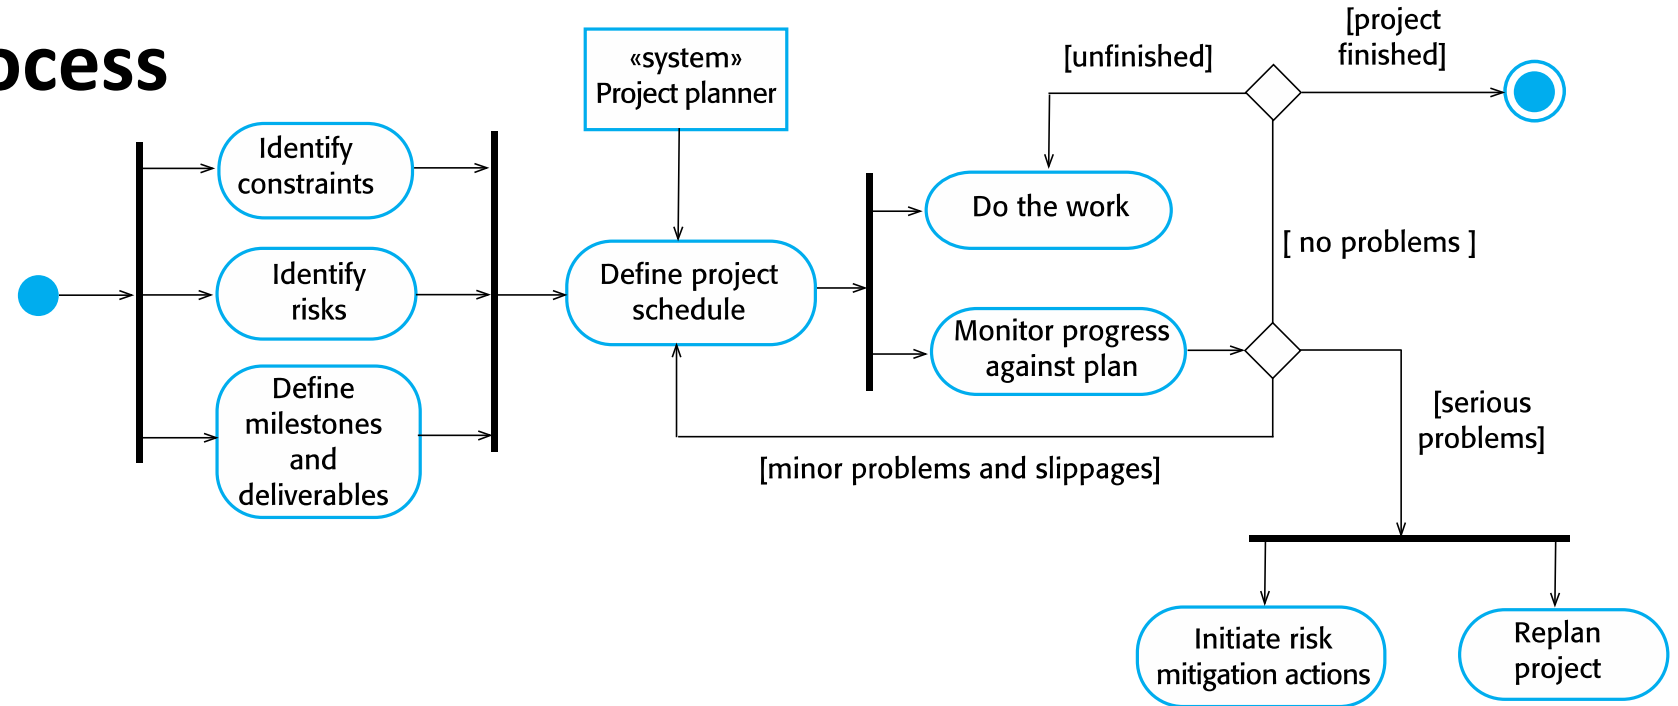 «system»
Project planner
Identify
constraints
Identify
risks
Define
milestones
and
deliverables
Define project
schedule
[unfinished]
[project
finished]
Do the work
[ no problems ]
Monitor progress
against plan
[serious
problems]
[minor problems and slippages]
Initiate risk
mitigation actions
Replan
project